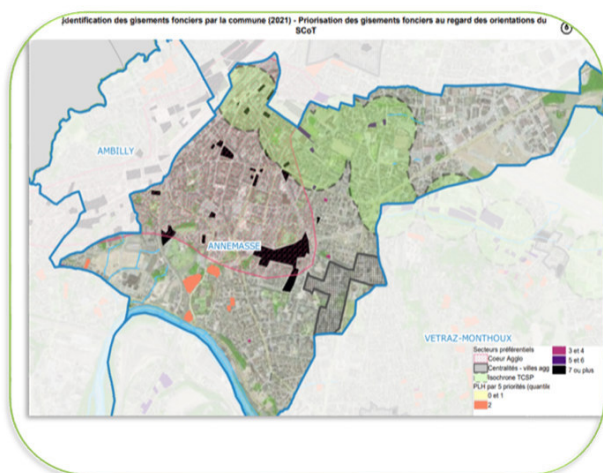 Identification des gisements fonciers par la commune (2021) - Priorisation des gisements fonciers au regard des orientations du
SCoT
AMBILLY
ANNEMASSE
VETRAZ-MONTHOUX
Secteurs préférentiels
Coeur Agglo
Centralités - villes agg
Isochrone TCSP
PLH par 5 priorités (quantile
0 et 1
2
3 et 4
5 et 6
7 ou plus